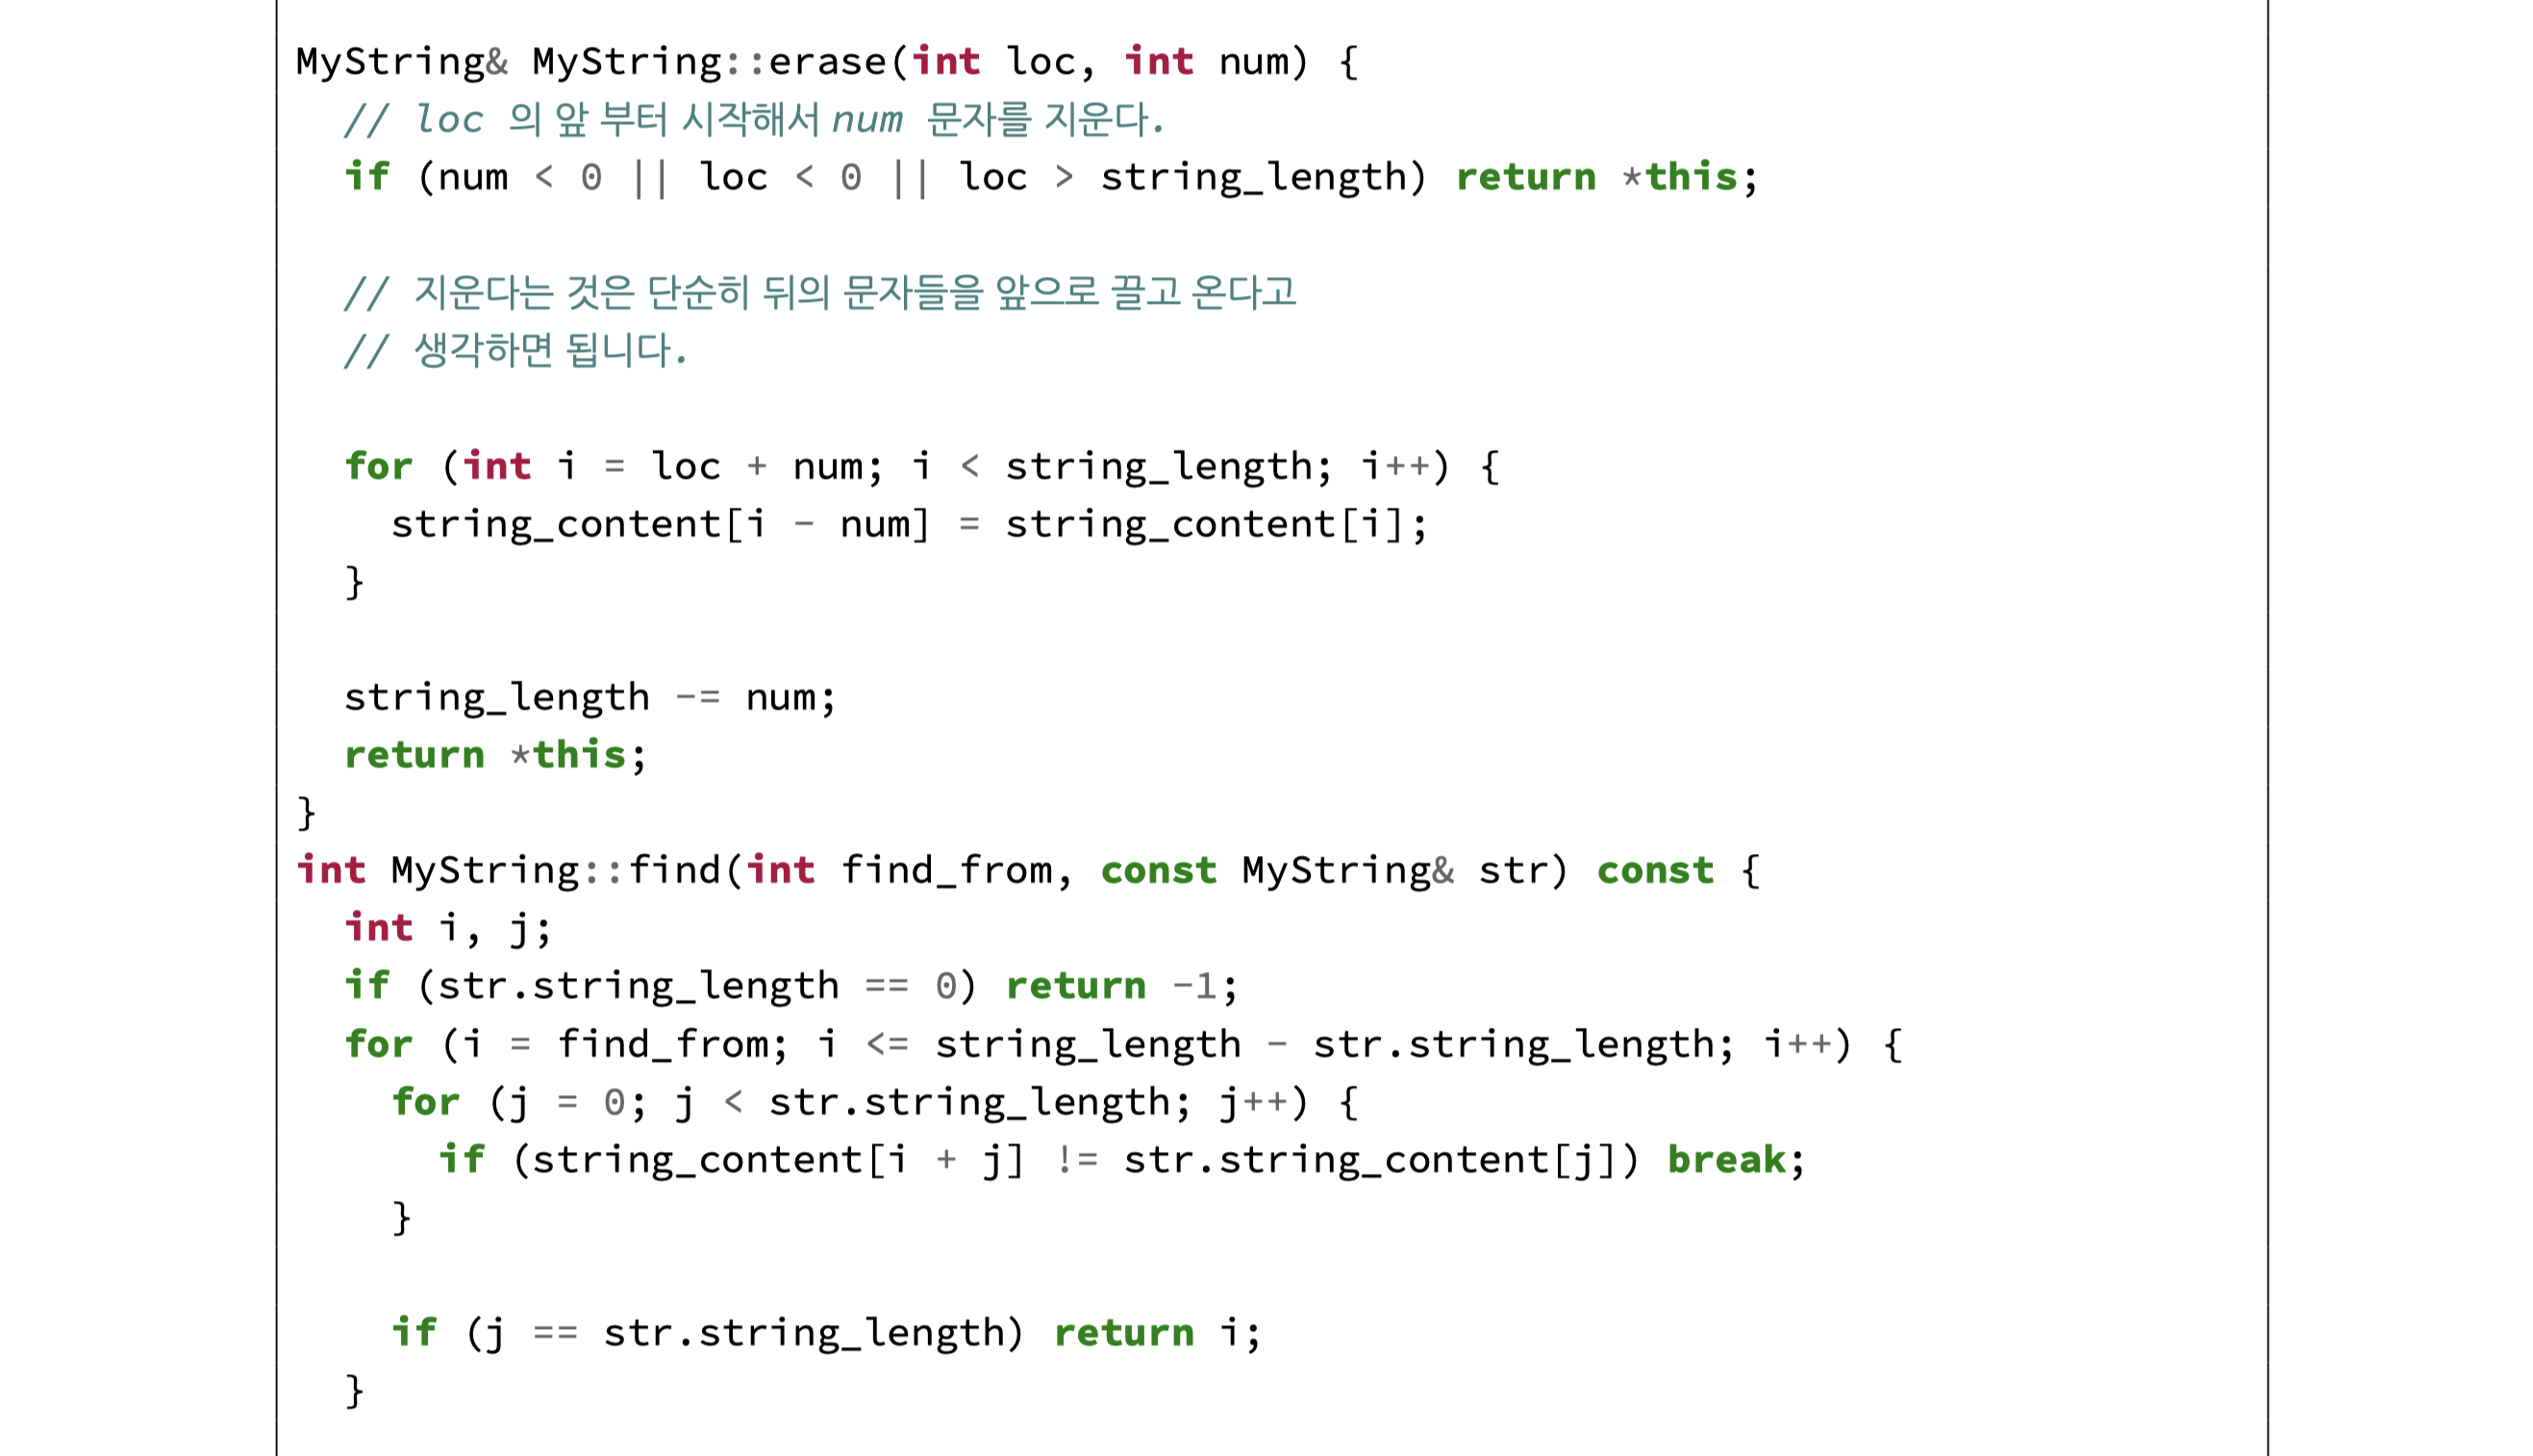 MyString& MyString::erase(int loc, int num) {
  // loc 의 앞 부터 시작해서 num 문자를 지운다.
  if (num < 0 || loc < 0 || loc > string_length) return *this;

  // 지운다는 것은 단순히 뒤의 문자들을 앞으로 끌고 온다고
  // 생각하면 됩니다.

  for (int i = loc + num; i < string_length; i++) {
    string_content[i - num] = string_content[i];
  }

  string_length -= num;
  return *this;
}
int MyString::find(int find_from, const MyString& str) const {
  int i, j;
  if (str.string_length == 0) return -1;
  for (i = find_from; i <= string_length - str.string_length; i++) {
    for (j = 0; j < str.string_length; j++) {
      if (string_content[i + j] != str.string_content[j]) break;
    }

    if (j == str.string_length) return i;
  }